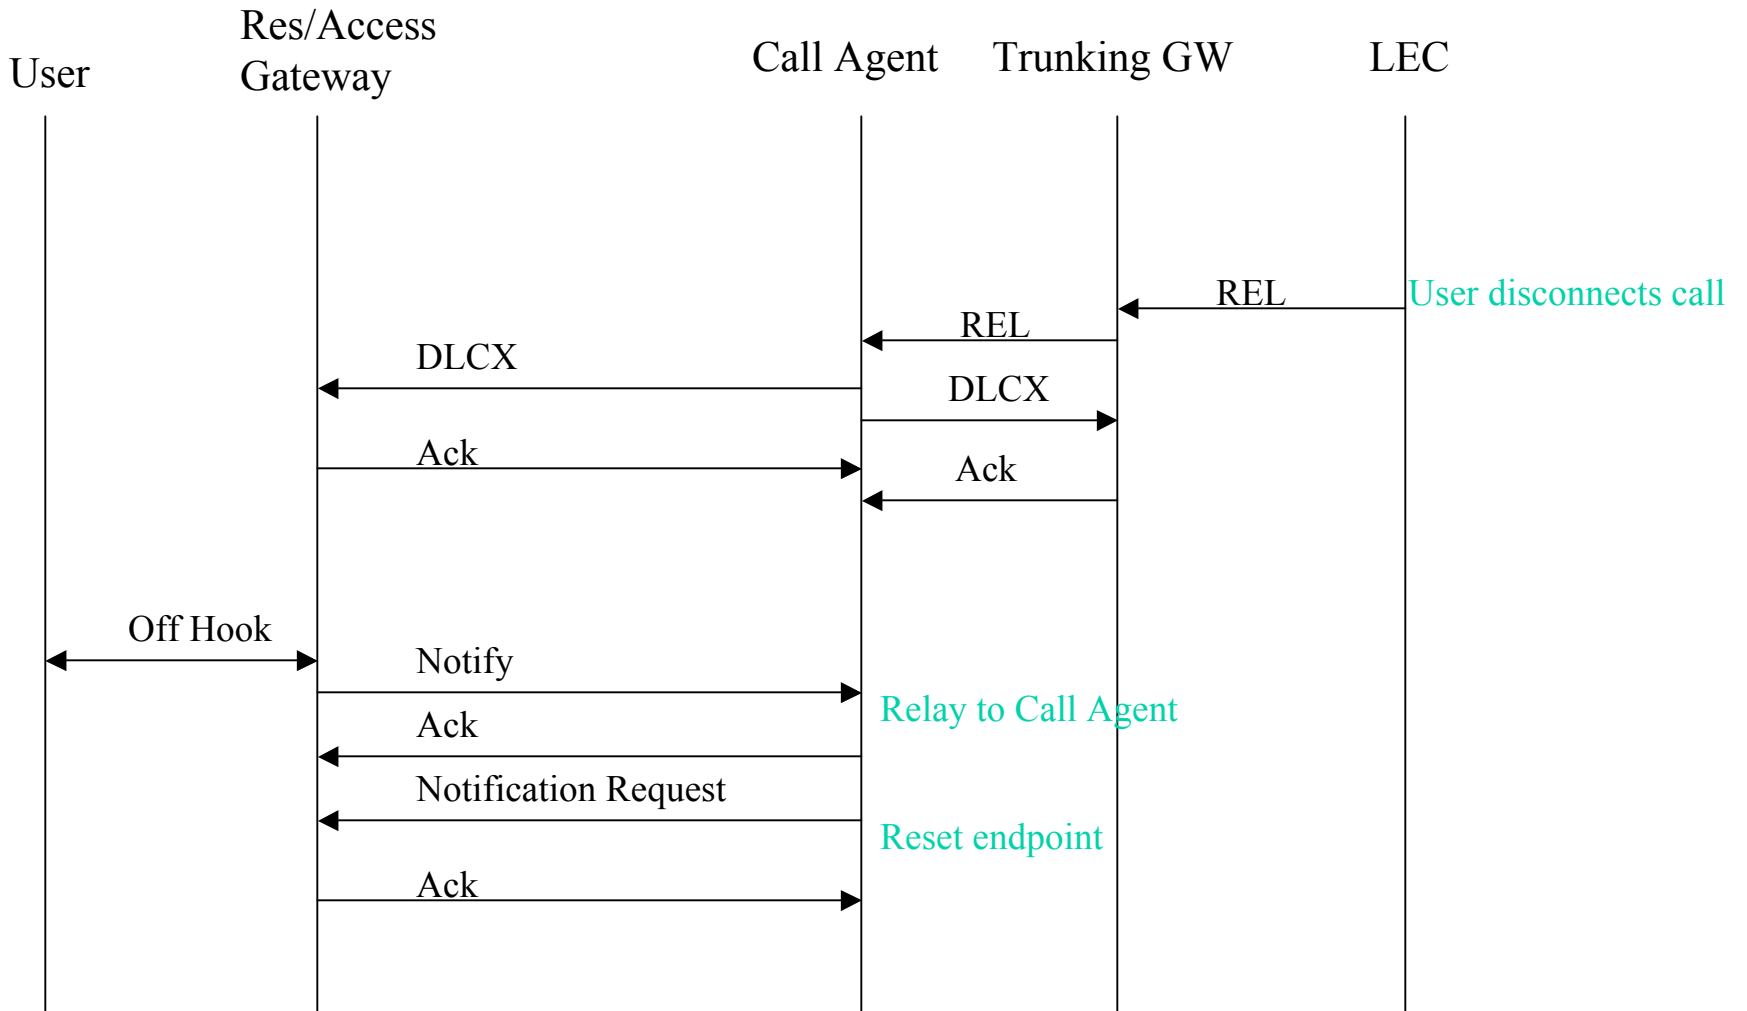 User
Res/Access
Gateway
Call Agent
Trunking GW
LEC
REL
User disconnects call
REL
DLCX
DLCX
Ack
Ack
Off Hook
Notify
Relay to Call Agent
Ack
Notification Request
Reset endpoint
Ack